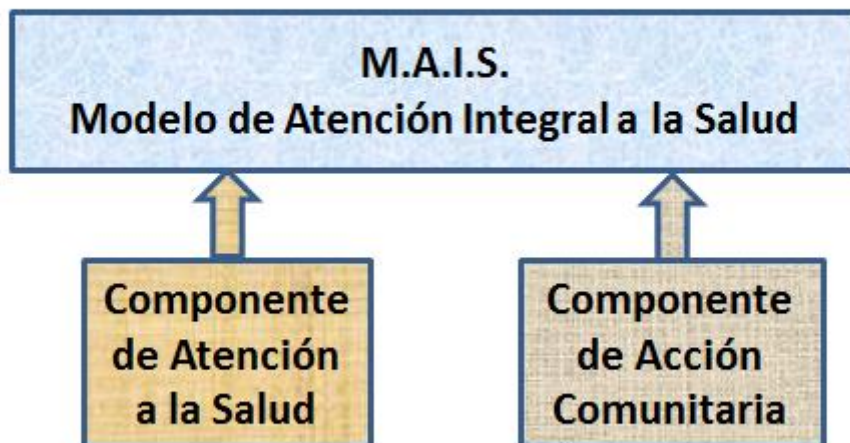 M.A.I.S.
Modelo de Atención Integral a la Salud
Componente
de Atención
a la Salud
Componente
de Acción
Comunitaria